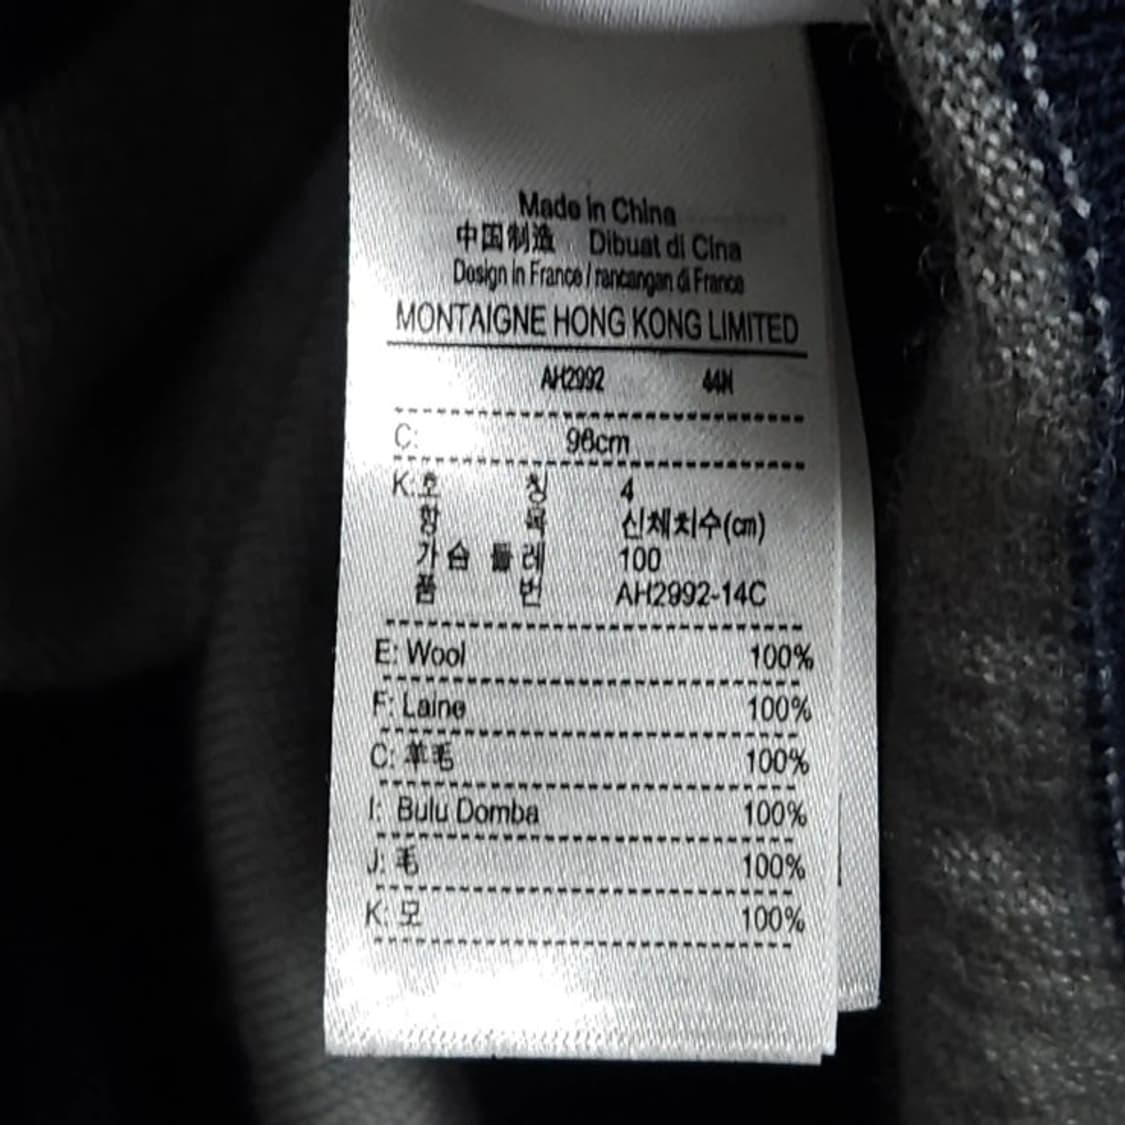 Made in China
中国制造 Dibuat di Cina
Design in France / rancangan di France
MONTAIGNE HONG KONG LIMITED
AH2992 44N
C: 96cm
K: 호 칭 4
항 목 신체치수(cm)
가 슴 둘 레 100
품 번 AH2992-14C
E: Wool 100%
F: Laine 100%
C: 羊毛 100%
I: Bulu Domba 100%
J: 毛 100%
K: 모 100%